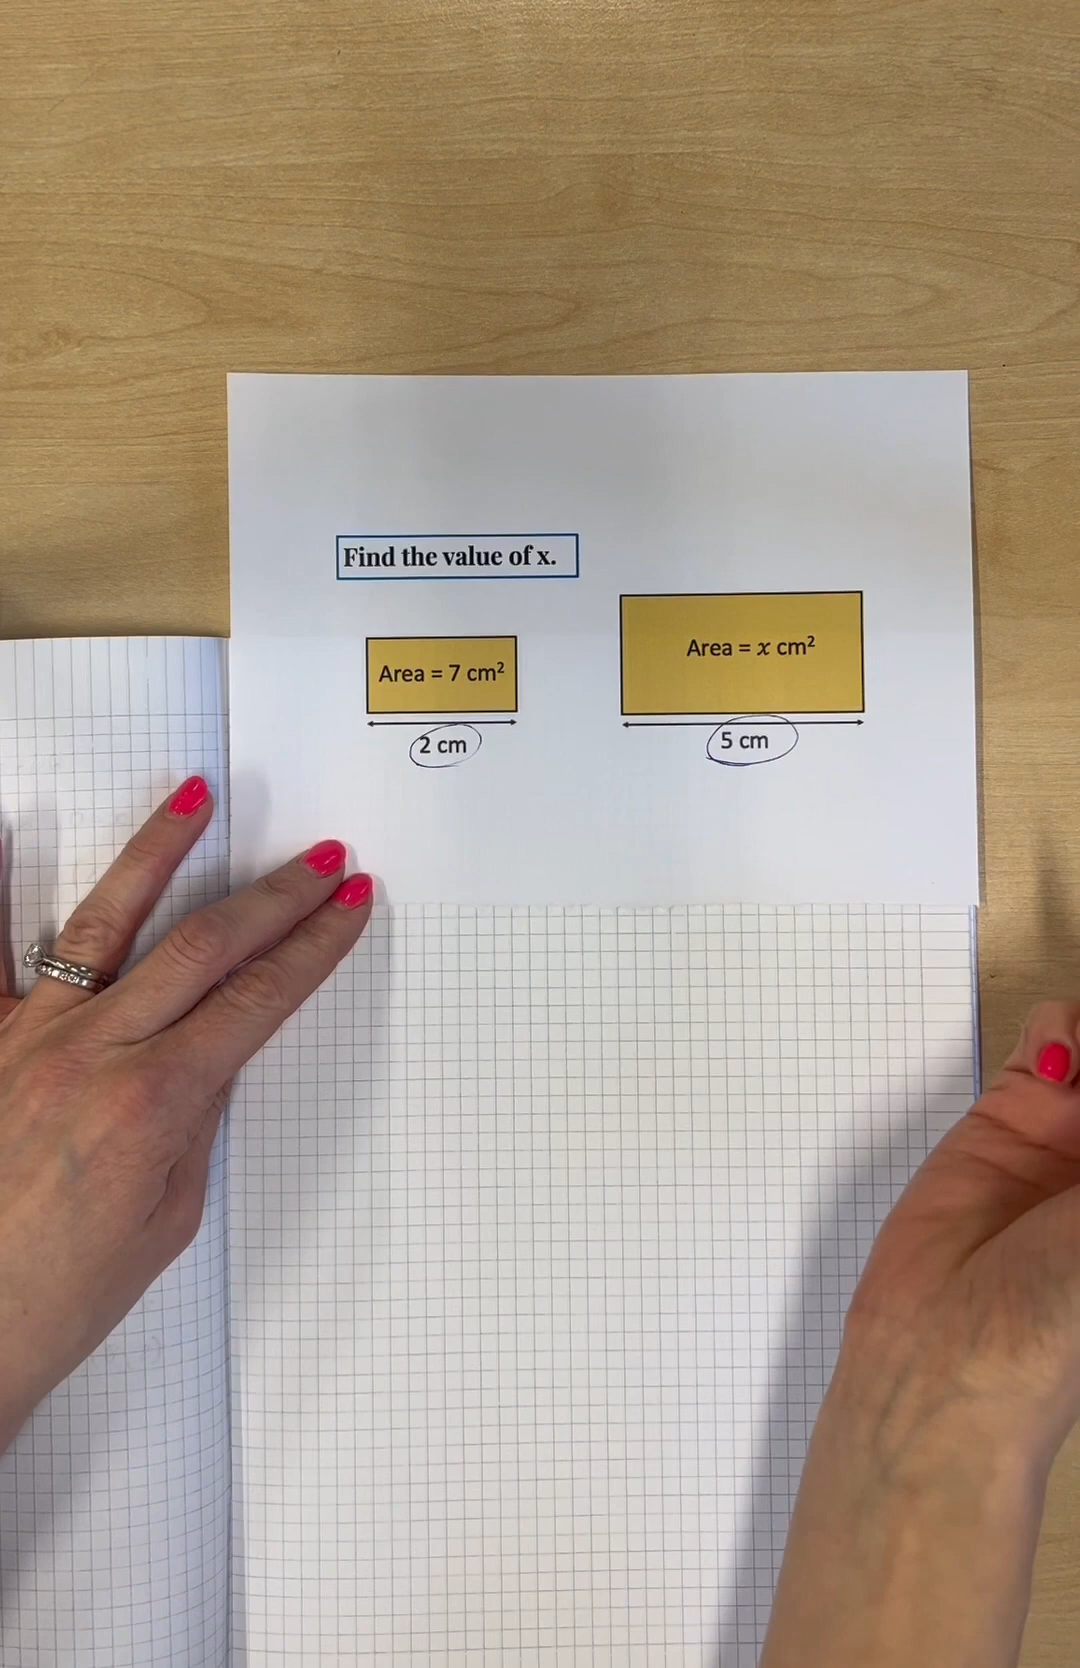 Find the value of x.
Area = 7 cm²
2 cm
Area = x cm²
5 cm